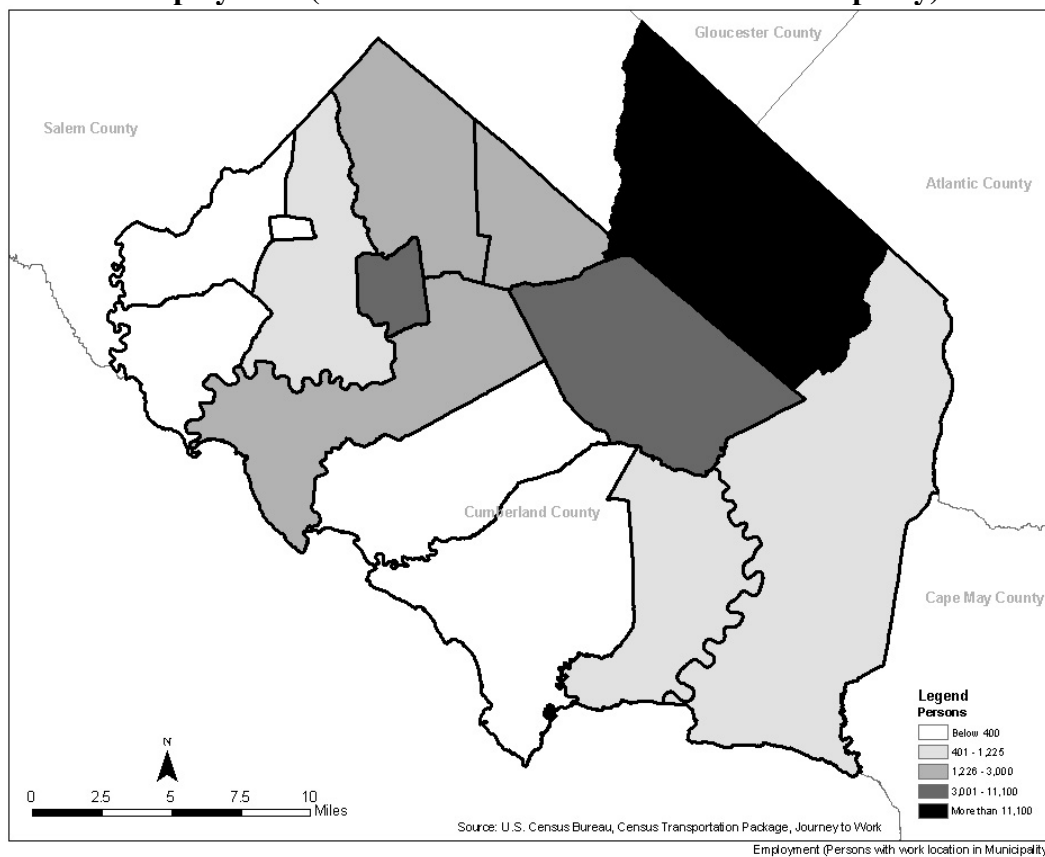 Gloucester County
Salem County
Atlantic County
Cumberland County
Cape May County
Legend
Persons
Below 400
401 - 1,225
1,226 - 3,000
3,001 - 11,100
More than 11,100
N
0 2.5 5 7.5 10
Miles
Source: U.S. Census Bureau, Census Transportation Package, Journey to Work
Employment (Persons with work location in Municipality